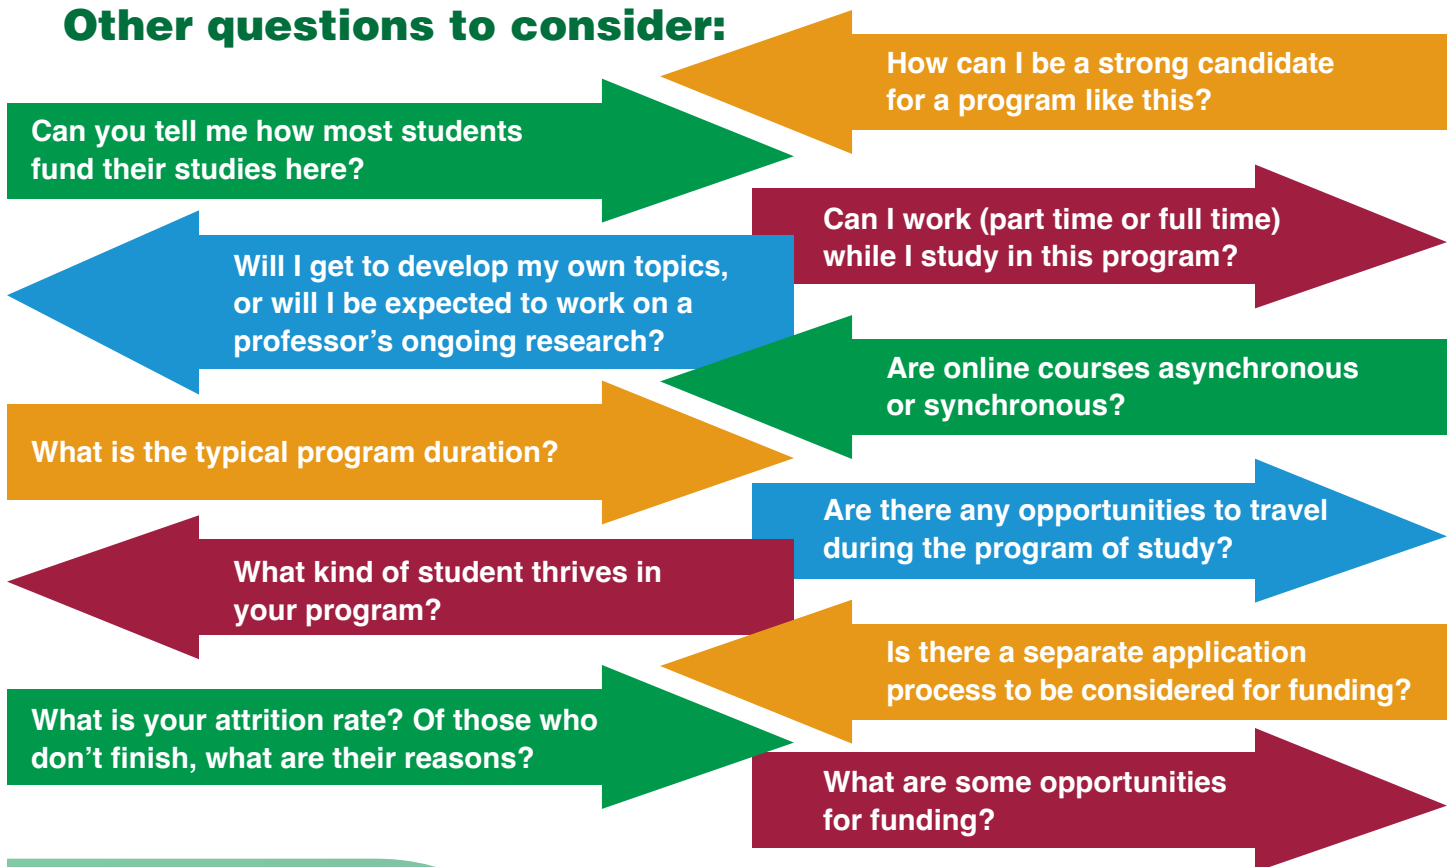 Other questions to consider:
How can I be a strong candidate
for a program like this?
Can you tell me how most students
fund their studies here?
Can I work (part time or full time)
while I study in this program?
Will I get to develop my own topics,
or will I be expected to work on a
professor’s ongoing research?
Are online courses asynchronous
or synchronous?
What is the typical program duration?
Are there any opportunities to travel
during the program of study?
What kind of student thrives in
your program?
Is there a separate application
process to be considered for funding?
What is your attrition rate? Of those who
don’t finish, what are their reasons?
What are some opportunities
for funding?